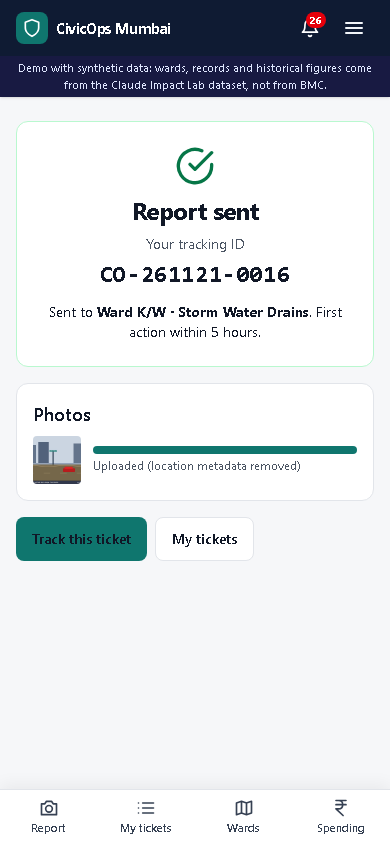 CivicOps Mumbai
26
Demo with synthetic data: wards, records and historical figures come
from the Claude Impact Lab dataset, not from BMC.
Report sent
Your tracking ID
CO-261121-0016
Sent to Ward K/W · Storm Water Drains. First
action within 5 hours.
Photos
Uploaded (location metadata removed)
Track this ticket
My tickets
Report
My tickets
Wards
Spending